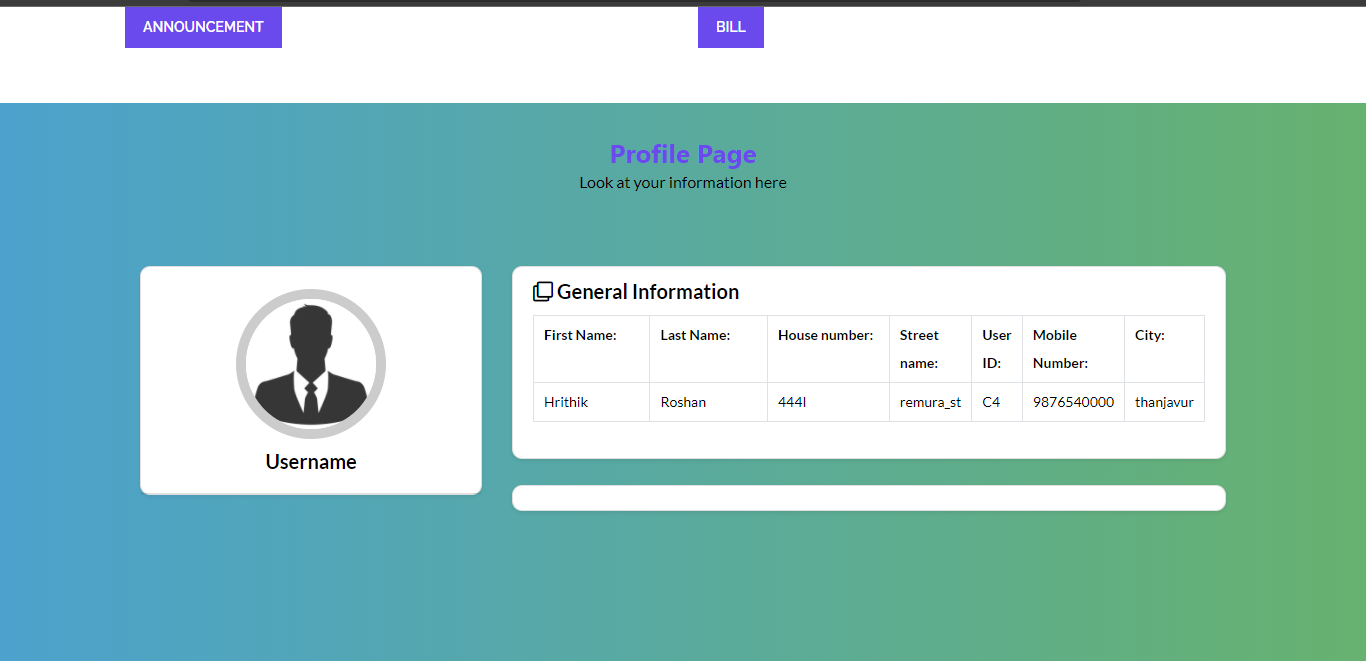 ANNOUNCEMENT BILL
Profile Page
Look at your information here
Username
General Information
First Name: Last Name: House number: Street name: User ID: Mobile Number: City:
Hrithik Roshan 444l remura_st C4 9876540000 thanjavur